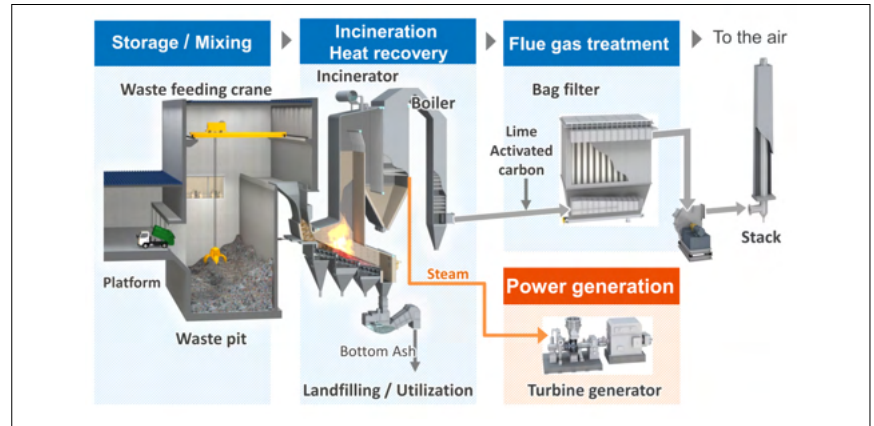 Storage / Mixing
Incineration
Heat recovery
Flue gas treatment
To the air
Waste feeding crane
Incinerator
Boiler
Bag filter
Lime
Activated
carbon
Platform
Waste pit
Steam
Bottom Ash
Landfilling / Utilization
Power generation
Turbine generator
Stack